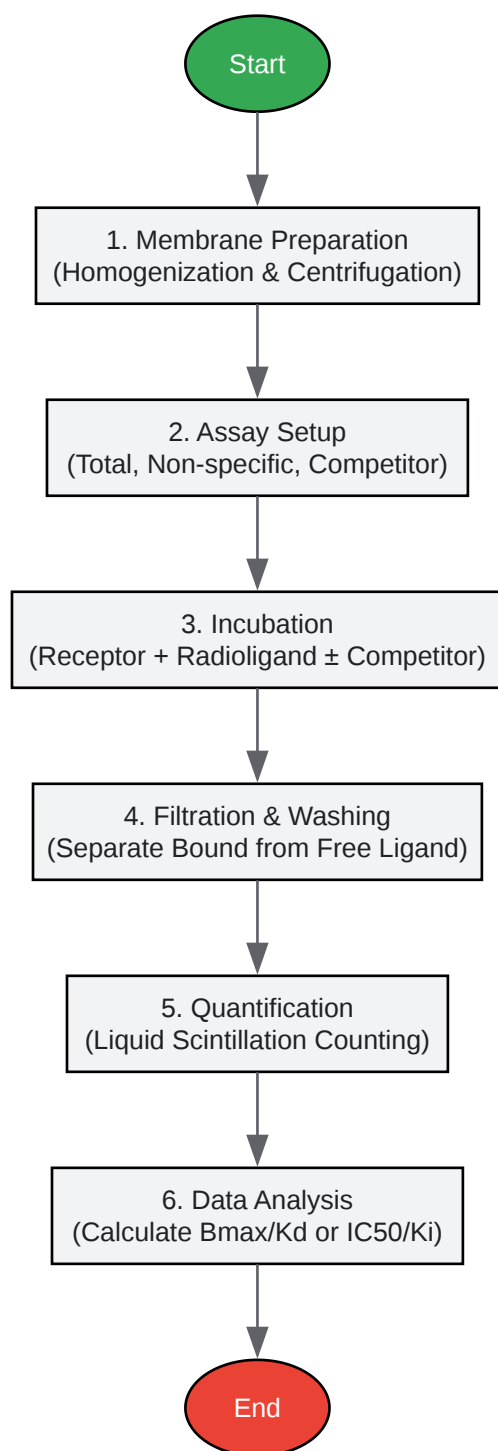 Start
1. Membrane Preparation
(Homogenization & Centrifugation)
2. Assay Setup
(Total, Non-specific, Competitor)
3. Incubation
(Receptor + Radioligand ± Competitor)
4. Filtration & Washing
(Separate Bound from Free Ligand)
5. Quantification
(Liquid Scintillation Counting)
6. Data Analysis
(Calculate Bmax/Kd or IC50/Ki)
End